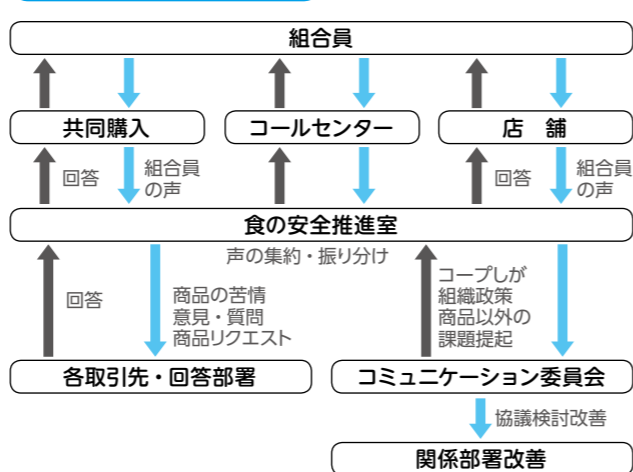 組合員
共同購入
コールセンター
店　舗
回答
組合員
の声
回答
組合員
の声
食の安全推進室
声の集約・振り分け
回答
商品の苦情
意見・質問
商品リクエスト
コープしが
組織政策
商品以外の
課題提起
各取引先・回答部署
コミュニケーション委員会
協議検討改善
関係部署改善